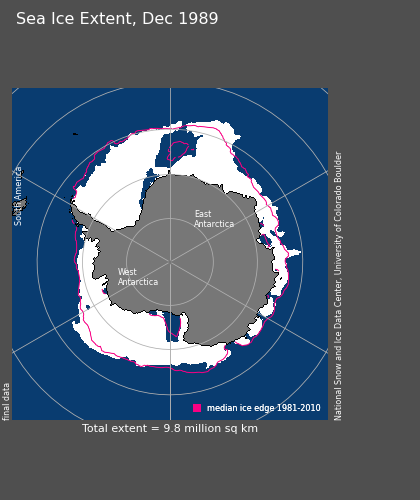 Sea Ice Extent, Dec 1989
South America
East
Antarctica
West
Antarctica
National Snow and Ice Data Center, University of Colorado Boulder
final data
median ice edge 1981-2010
Total extent = 9.8 million sq km